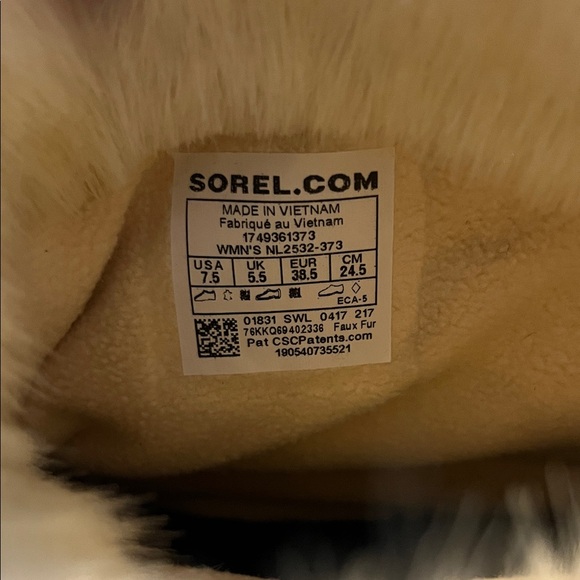 SOREL.COM
MADE IN VIETNAM
Fabriqué au Vietnam
1749361373
WMN'S NL2532-373
USA UK EUR CM
7.5 5.5 38.5 24.5
ECA-5
01831 SWL 0417 217
76KKQ69402336 Faux Fur
Pat CSCPatents.com
190540735521